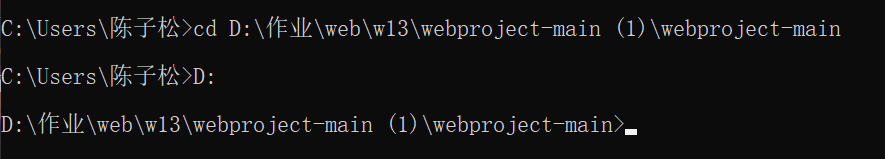 C:\Users\陈子松>cd D:\作业\web\w13\webproject-main (1)\webproject-main
C:\Users\陈子松>D:
D:\作业\web\w13\webproject-main (1)\webproject-main>